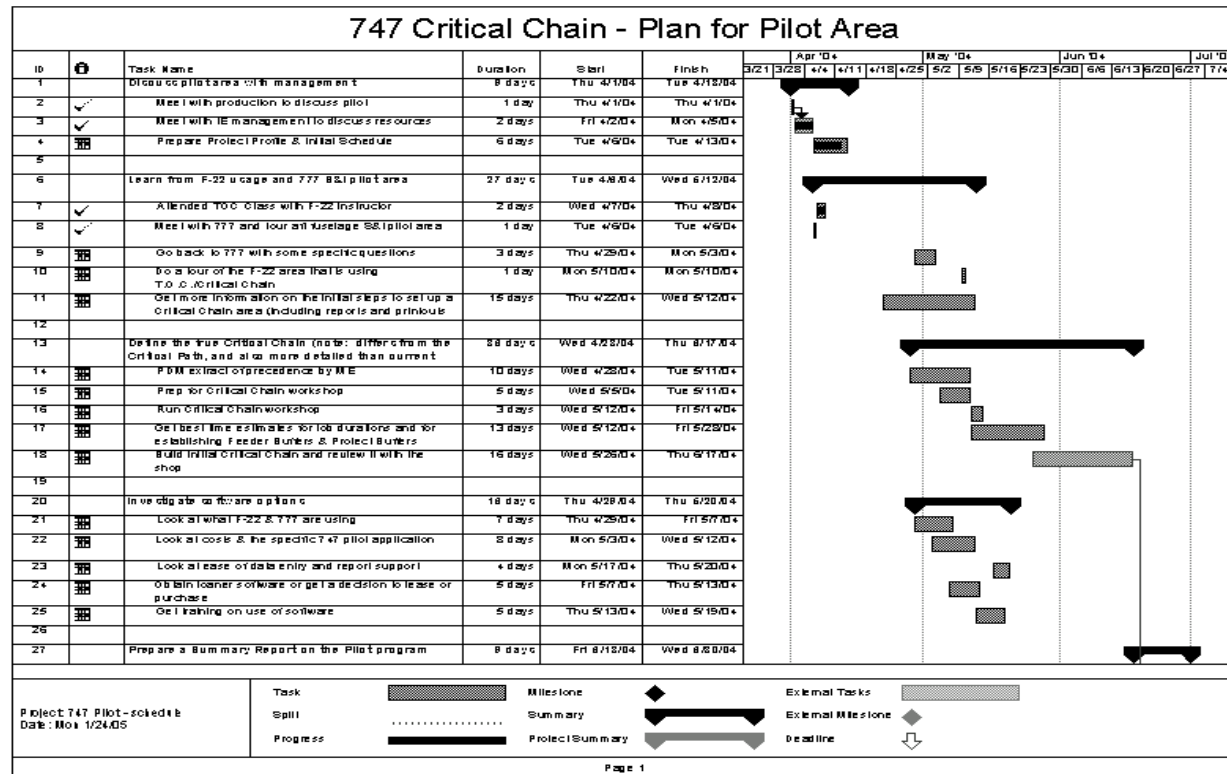 747 Critical Chain - Plan for Pilot Area
Apr '04 May '04 Jun '04 Jul '0
ID Task Name Duration Start Finish 3/21 3/28 4/4 4/11 4/18 4/25 5/2 5/9 5/16 5/23 5/30 6/6 6/13 6/20 6/27 7/4
1 Discuss pilot area with management 9 days Thu 4/1/04 Tue 4/13/04
2 Meet with production to discuss pilot 1 day Thu 4/1/04 Thu 4/1/04
3 Meet with IE management to discuss resources 2 days Fri 4/2/04 Mon 4/5/04
4 Prepare Project Profile & Initial Schedule 6 days Tue 4/6/04 Tue 4/13/04
5
6 Learn from F-22 usage and 777 S&I pilot area 27 days Tue 4/6/04 Wed 5/12/04
7 Attended TOC Class with F-22 Instructor 2 days Wed 4/7/04 Thu 4/8/04
8 Meet with 777 and tour aft fuselage S&I pilot area 1 day Tue 4/6/04 Tue 4/6/04
9 Go back to 777 with some specific questions 3 days Thu 4/29/04 Mon 5/3/04
10 Do a tour of the F-22 area that is using 1 day Mon 5/10/04 Mon 5/10/04
T.O.C./Critical Chain
11 Get more information on the initial steps to set up a 15 days Thu 4/22/04 Wed 5/12/04
Critical Chain area (including reports and printouts
12
13 Define the true Critical Chain (note: differs from the 36 days Wed 4/28/04 Thu 6/17/04
Critical Path, and also more detailed than current
14 PDM extract of precedence by ME 10 days Wed 4/28/04 Tue 5/11/04
15 Prep for Critical Chain workshop 5 days Wed 5/5/04 Tue 5/11/04
16 Run Critical Chain workshop 3 days Wed 5/12/04 Fri 5/14/04
17 Get best time estimates for job durations and for 13 days Wed 5/12/04 Fri 5/28/04
establishing Feeder Buffers & Project Buffers
18 Build initial Critical Chain and review it with the 16 days Wed 5/26/04 Thu 6/17/04
shop
19
20 Investigate software options 16 days Thu 4/29/04 Thu 5/20/04
21 Look at what F-22 & 777 are using 7 days Thu 4/29/04 Fri 5/7/04
22 Look at costs & the specific 747 pilot application 8 days Mon 5/3/04 Wed 5/12/04
23 Look at ease of data entry and report support 4 days Mon 5/17/04 Thu 5/20/04
24 Obtain loaner software or get a decision to lease or 5 days Fri 5/7/04 Thu 5/13/04
purchase
25 Get training on use of software 5 days Thu 5/13/04 Wed 5/19/04
26
27 Prepare a Summary Report on the Pilot program 9 days Fri 6/18/04 Wed 6/30/04
Task Milestone External Tasks
Project: 747 Pilot-schedule
Date: Mon 1/24/05
Split Summary External Milestone
Progress Project Summary Deadline
Page 1